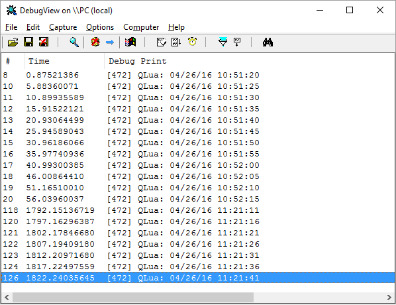 DebugView on \\PC (local)
File Edit Capture Options Computer Help
# Time Debug Print
8 0.87521386 [472] QLua: 04/26/16 10:51:20
10 5.88360071 [472] QLua: 04/26/16 10:51:25
11 10.89935589 [472] QLua: 04/26/16 10:51:30
12 15.91522121 [472] QLua: 04/26/16 10:51:35
13 20.93064499 [472] QLua: 04/26/16 10:51:40
14 25.94589043 [472] QLua: 04/26/16 10:51:45
15 30.96186066 [472] QLua: 04/26/16 10:51:50
16 35.97740936 [472] QLua: 04/26/16 10:51:55
17 40.99300385 [472] QLua: 04/26/16 10:52:00
18 46.00864410 [472] QLua: 04/26/16 10:52:05
19 51.16510010 [472] QLua: 04/26/16 10:52:10
20 56.03960037 [472] QLua: 04/26/16 10:52:15
118 1792.15136719 [472] QLua: 04/26/16 11:21:11
120 1797.16296387 [472] QLua: 04/26/16 11:21:16
121 1802.17846680 [472] QLua: 04/26/16 11:21:21
122 1807.19409180 [472] QLua: 04/26/16 11:21:26
123 1812.20971680 [472] QLua: 04/26/16 11:21:31
124 1817.22497559 [472] QLua: 04/26/16 11:21:36
126 1822.24035645 [472] QLua: 04/26/16 11:21:41